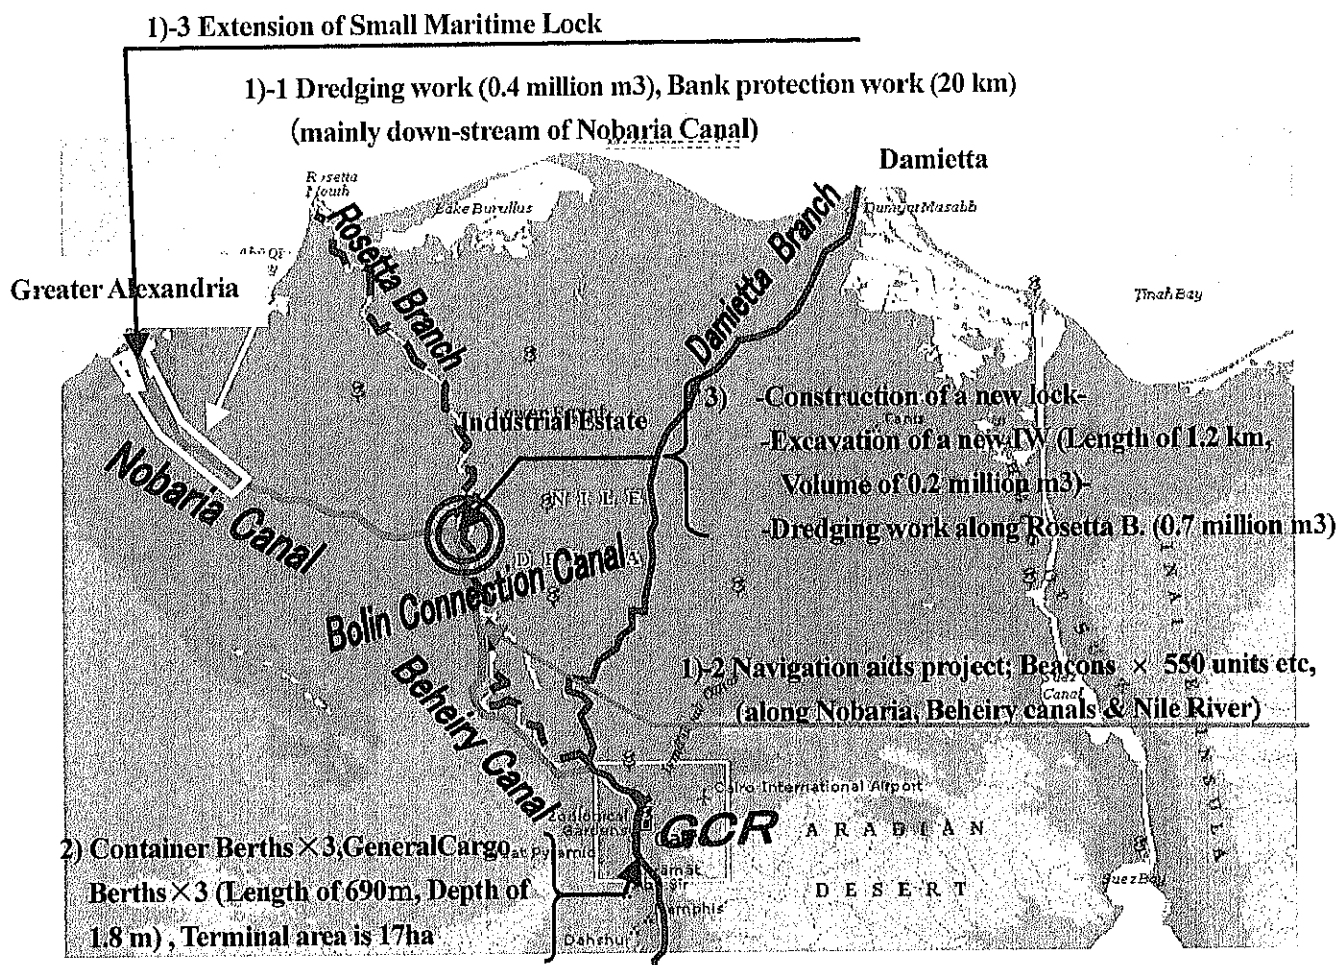 1)-3 Extension of Small Maritime Lock
1)-1 Dredging work (0.4 million m3), Bank protection work (20 km)
(mainly down-stream of Nobaria Canal)
Damietta
Rosetta
Mouth
Lake Burullus
Dumyat Masabb
Rosetta Branch
Damietta Branch
Greater Alexandria
Tinah Bay
3) -Construction of a new lock-
Industrial Estate
-Excavation of a new IW (Length of 1.2 km,
Volume of 0.2 million m3)-
-Dredging work along Rosetta B. (0.7 million m3)
Nobaria Canal
N I L E
Bolin Connection Canal
Beheiry Canal
1)-2 Navigation aids project; Beacons × 550 units etc,
Suez
Canal
(along Nobaria, Beheiry canals & Nile River)
Cairo International Airport
Zoological
Gardens
GCR
ARABIAN
DESERT
2) Container Berths×3,GeneralCargo
Berths×3 (Length of 690m, Depth of
1.8 m) , Terminal area is 17ha
Memphis
Dahshur
Suez Bay